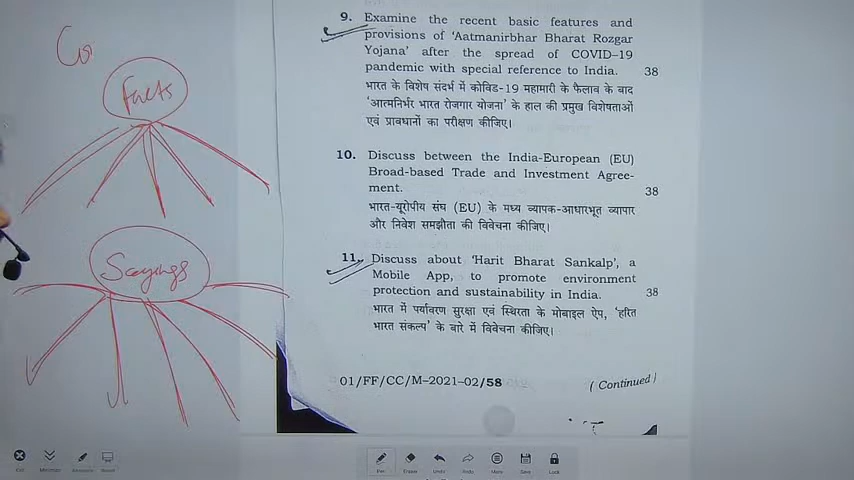 Co
Facts
Sayings
9. Examine the recent basic features and
provisions of 'Aatmanirbhar Bharat Rozgar
Yojana' after the spread of COVID–19
pandemic with special reference to India. 38
भारत के विशेष संदर्भ में कोविड-19 महामारी के फैलाव के बाद
'आत्मनिर्भर भारत रोजगार योजना' के हाल की प्रमुख विशेषताओं
एवं प्रावधानों का परीक्षण कीजिए।
10. Discuss between the India-European (EU)
Broad-based Trade and Investment Agree-
ment. 38
भारत-यूरोपीय संघ (EU) के मध्य व्यापक-आधारभूत व्यापार
और निवेश समझौता की विवेचना कीजिए।
11. Discuss about 'Harit Bharat Sankalp', a
Mobile App, to promote environment
protection and sustainability in India. 38
भारत में पर्यावरण सुरक्षा एवं स्थिरता के मोबाइल ऐप, 'हरित
भारत संकल्प' के बारे में विवेचना कीजिए।
01/FF/CC/M-2021-02/58 ( Continued )
Exit Minimize Board Pen Eraser Undo Redo More Save Lock